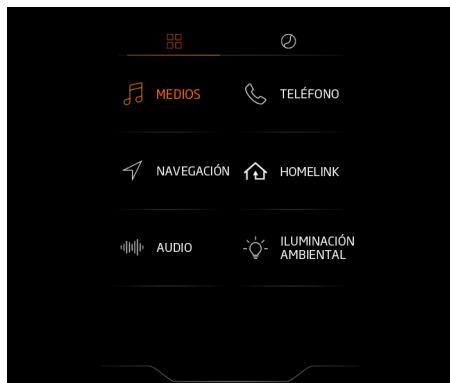 MEDIOS
TELÉFONO
NAVEGACIÓN
HOMELINK
AUDIO
ILUMINACIÓN
AMBIENTAL